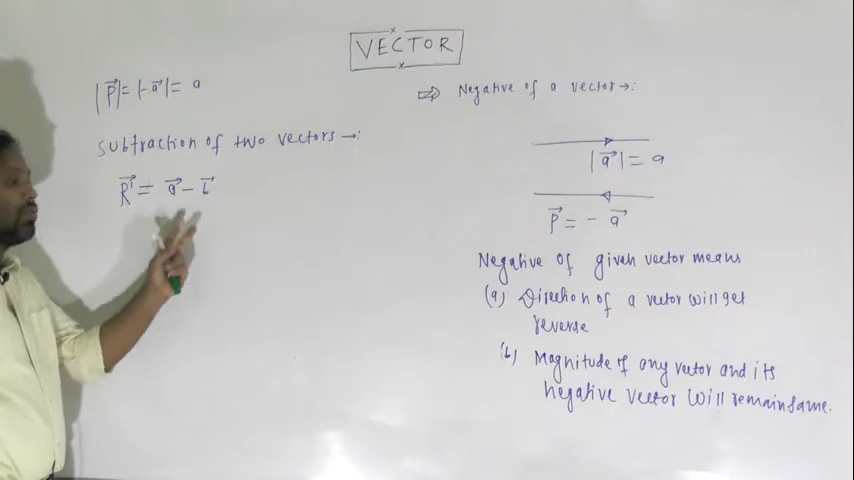 VECTOR
|P⃗| = |-a⃗| = a
Subtraction of two vectors →:
R⃗' = a⃗ - b⃗
⇒ Negative of a vector →:
|a⃗| = a
P⃗ = - a⃗
Negative of given vector means
(a) Direction of a vector will get
reverse
(b) Magnitude of any vector and its
negative vector will remain same.